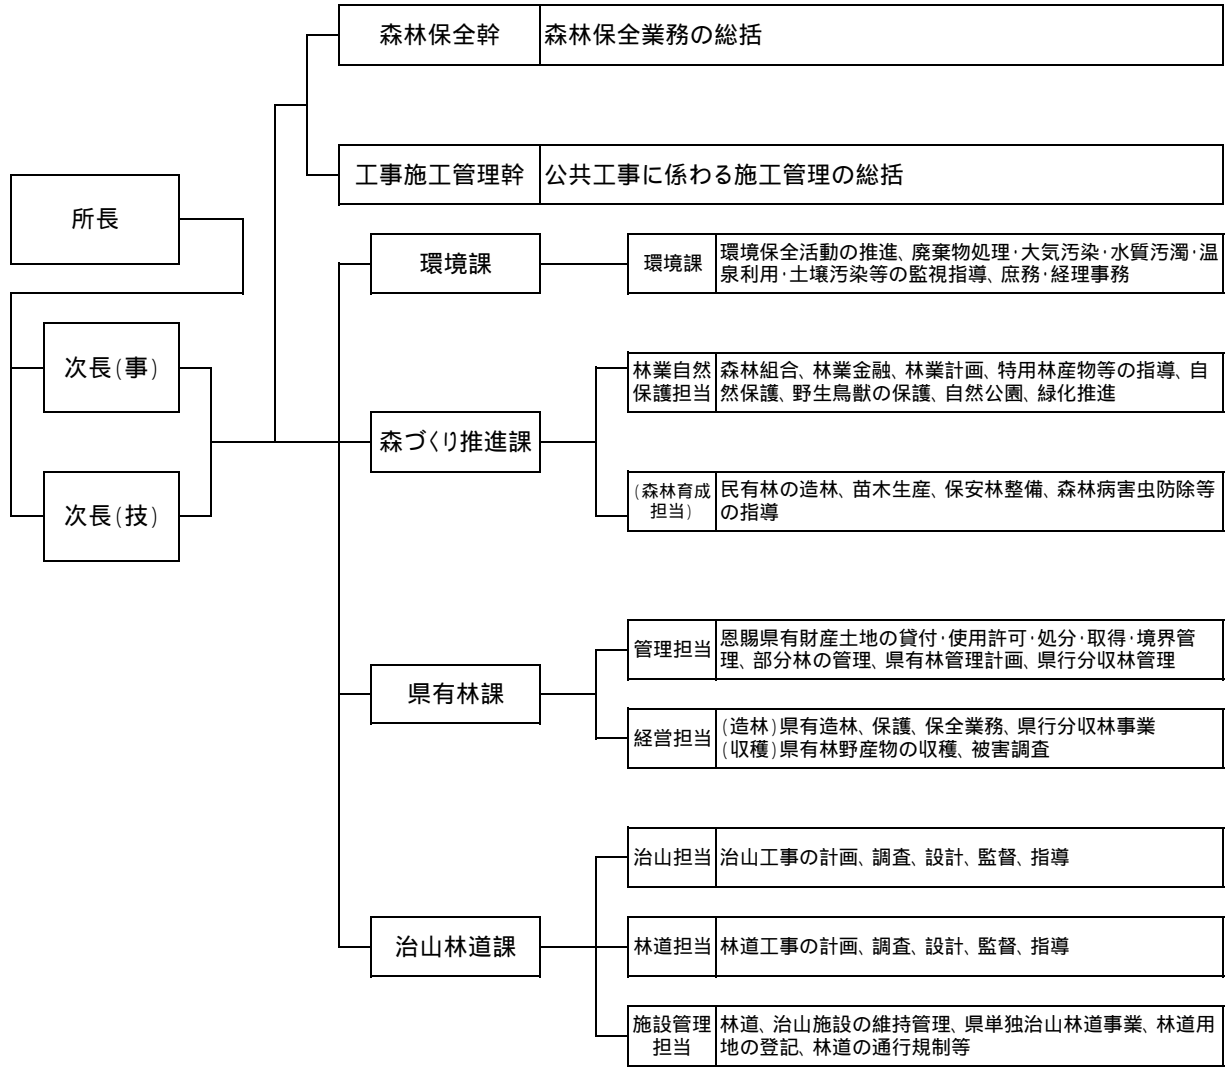 森林保全幹
森林保全業務の総括
工事施工管理幹
公共工事に係わる施工管理の総括
所長
次長(事)
次長(技)
環境課
環境課
環境保全活動の推進、廃棄物処理・大気汚染・水質汚濁・温
泉利用・土壌汚染等の監視指導、庶務・経理事務
森づくり推進課
林業自然
保護担当
森林組合、林業金融、林業計画、特用林産物等の指導、自
然保護、野生鳥獣の保護、自然公園、緑化推進
(森林育成
担当)
民有林の造林、苗木生産、保安林整備、森林病害虫防除等
の指導
県有林課
管理担当
恩賜県有財産土地の貸付・使用許可・処分・取得・境界管
理、部分林の管理、県有林管理計画、県行分収林管理
経営担当
(造林)県有造林、保護、保全業務、県行分収林事業
(収穫)県有林野産物の収穫、被害調査
治山林道課
治山担当
治山工事の計画、調査、設計、監督、指導
林道担当
林道工事の計画、調査、設計、監督、指導
施設管理
担当
林道、治山施設の維持管理、県単独治山林道事業、林道用
地の登記、林道の通行規制等